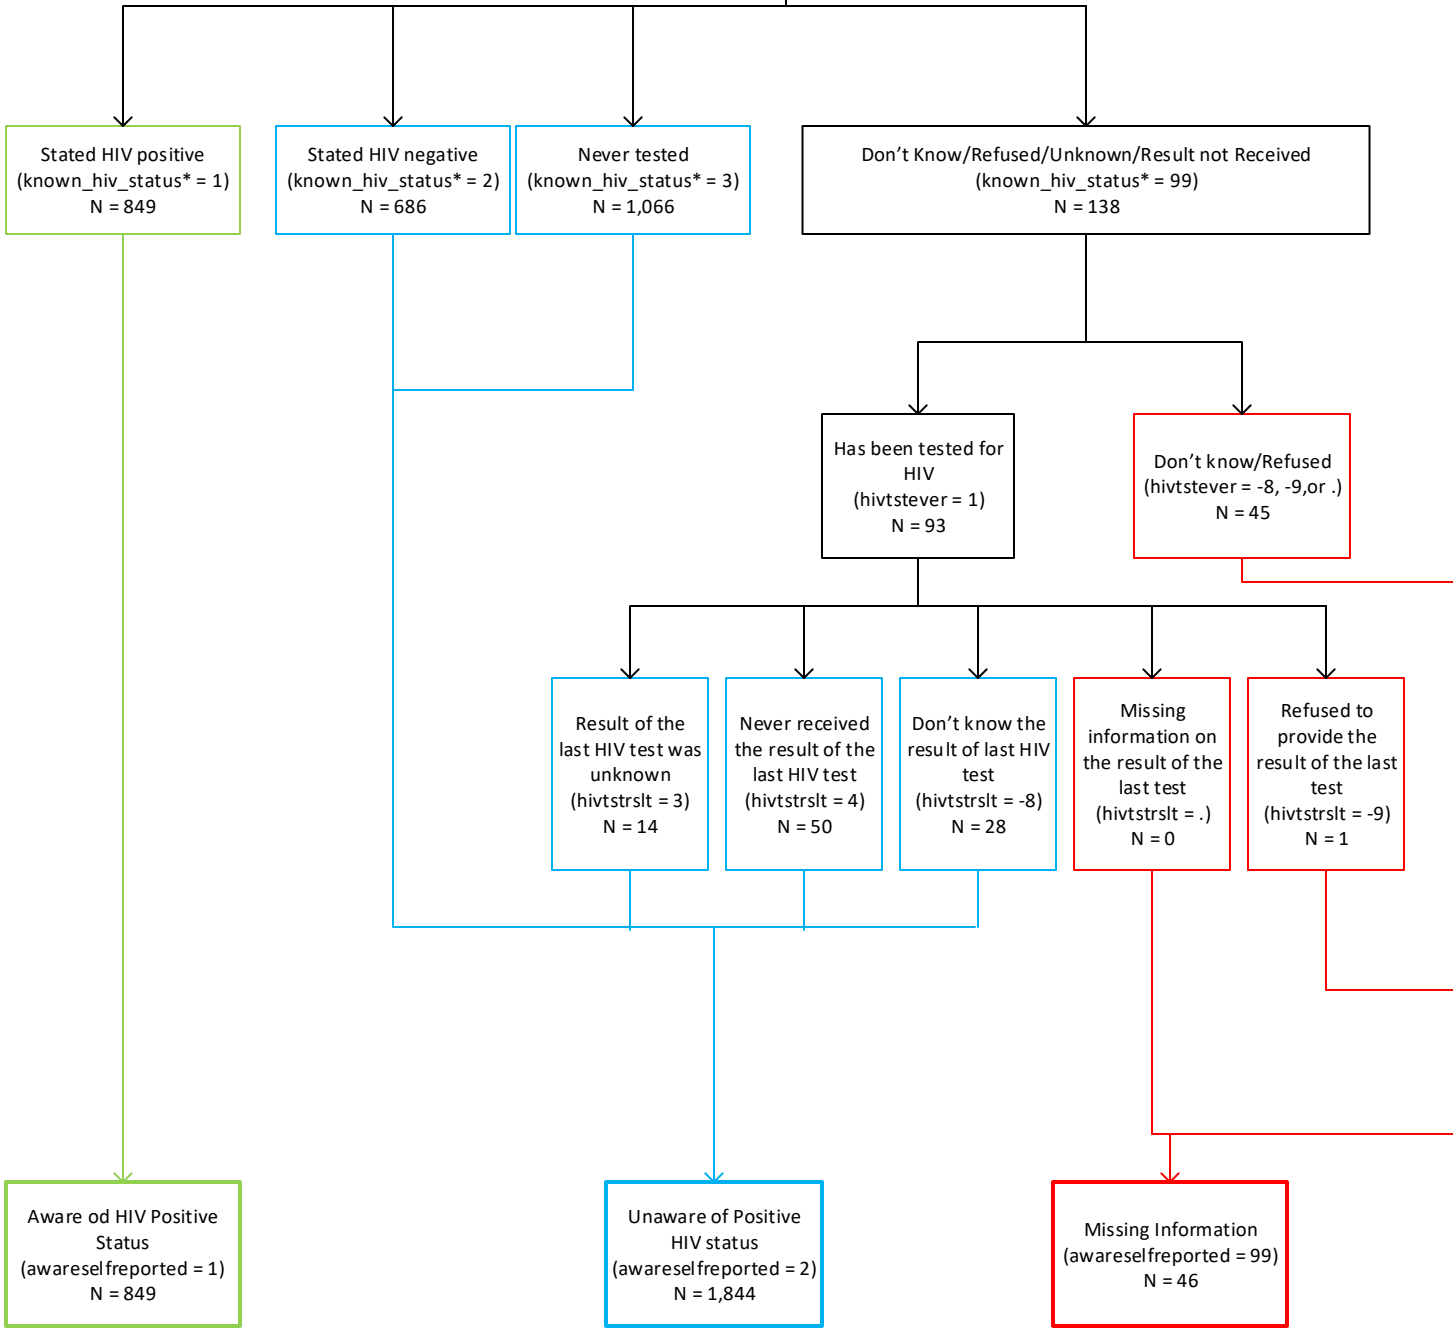 Stated HIV positive
(known_hiv_status* = 1)
N = 849
Stated HIV negative
(known_hiv_status* = 2)
N = 686
Never tested
(known_hiv_status* = 3)
N = 1,066
Don't Know/Refused/Unknown/Result not Received
(known_hiv_status* = 99)
N = 138
Has been tested for
HIV
(hivtstever = 1)
N = 93
Don't know/Refused
(hivtstever = -8, -9,or .)
N = 45
Result of the
last HIV test was
unknown
(hivtstrslt = 3)
N = 14
Never received
the result of the
last HIV test
(hivtstrslt = 4)
N = 50
Don't know the
result of last HIV
test
(hivtstrslt = -8)
N = 28
Missing
information on
the result of the
last test
(hivtstrslt = .)
N = 0
Refused to
provide the
result of the last
test
(hivtstrslt = -9)
N = 1
Aware od HIV Positive
Status
(awareselfreported = 1)
N = 849
Unaware of Positive
HIV status
(awareselfreported = 2)
N = 1,844
Missing Information
(awareselfreported = 99)
N = 46